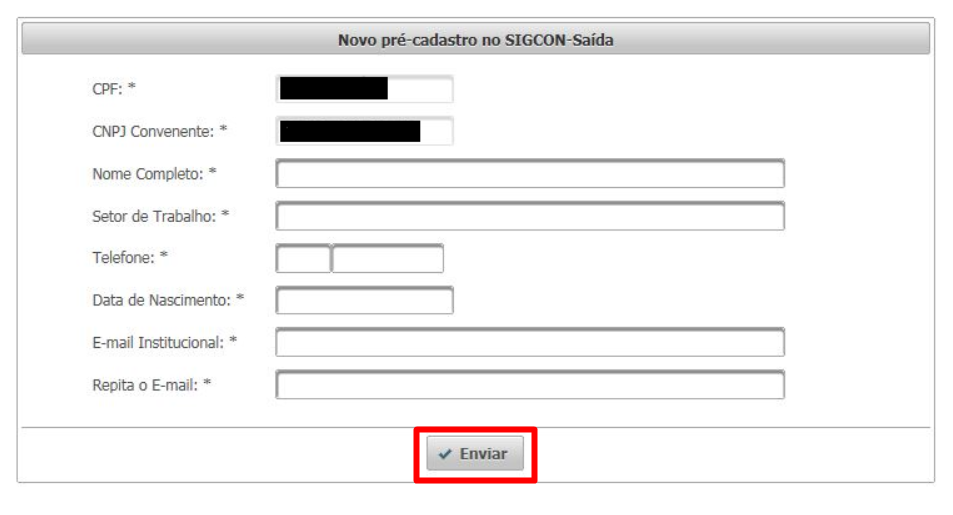 Novo pré-cadastro no SIGCON-Saída
CPF: *
CNPJ Convenente: *
Nome Completo: *
Setor de Trabalho: *
Telefone: *
Data de Nascimento: *
E-mail Institucional: *
Repita o E-mail: *
Enviar